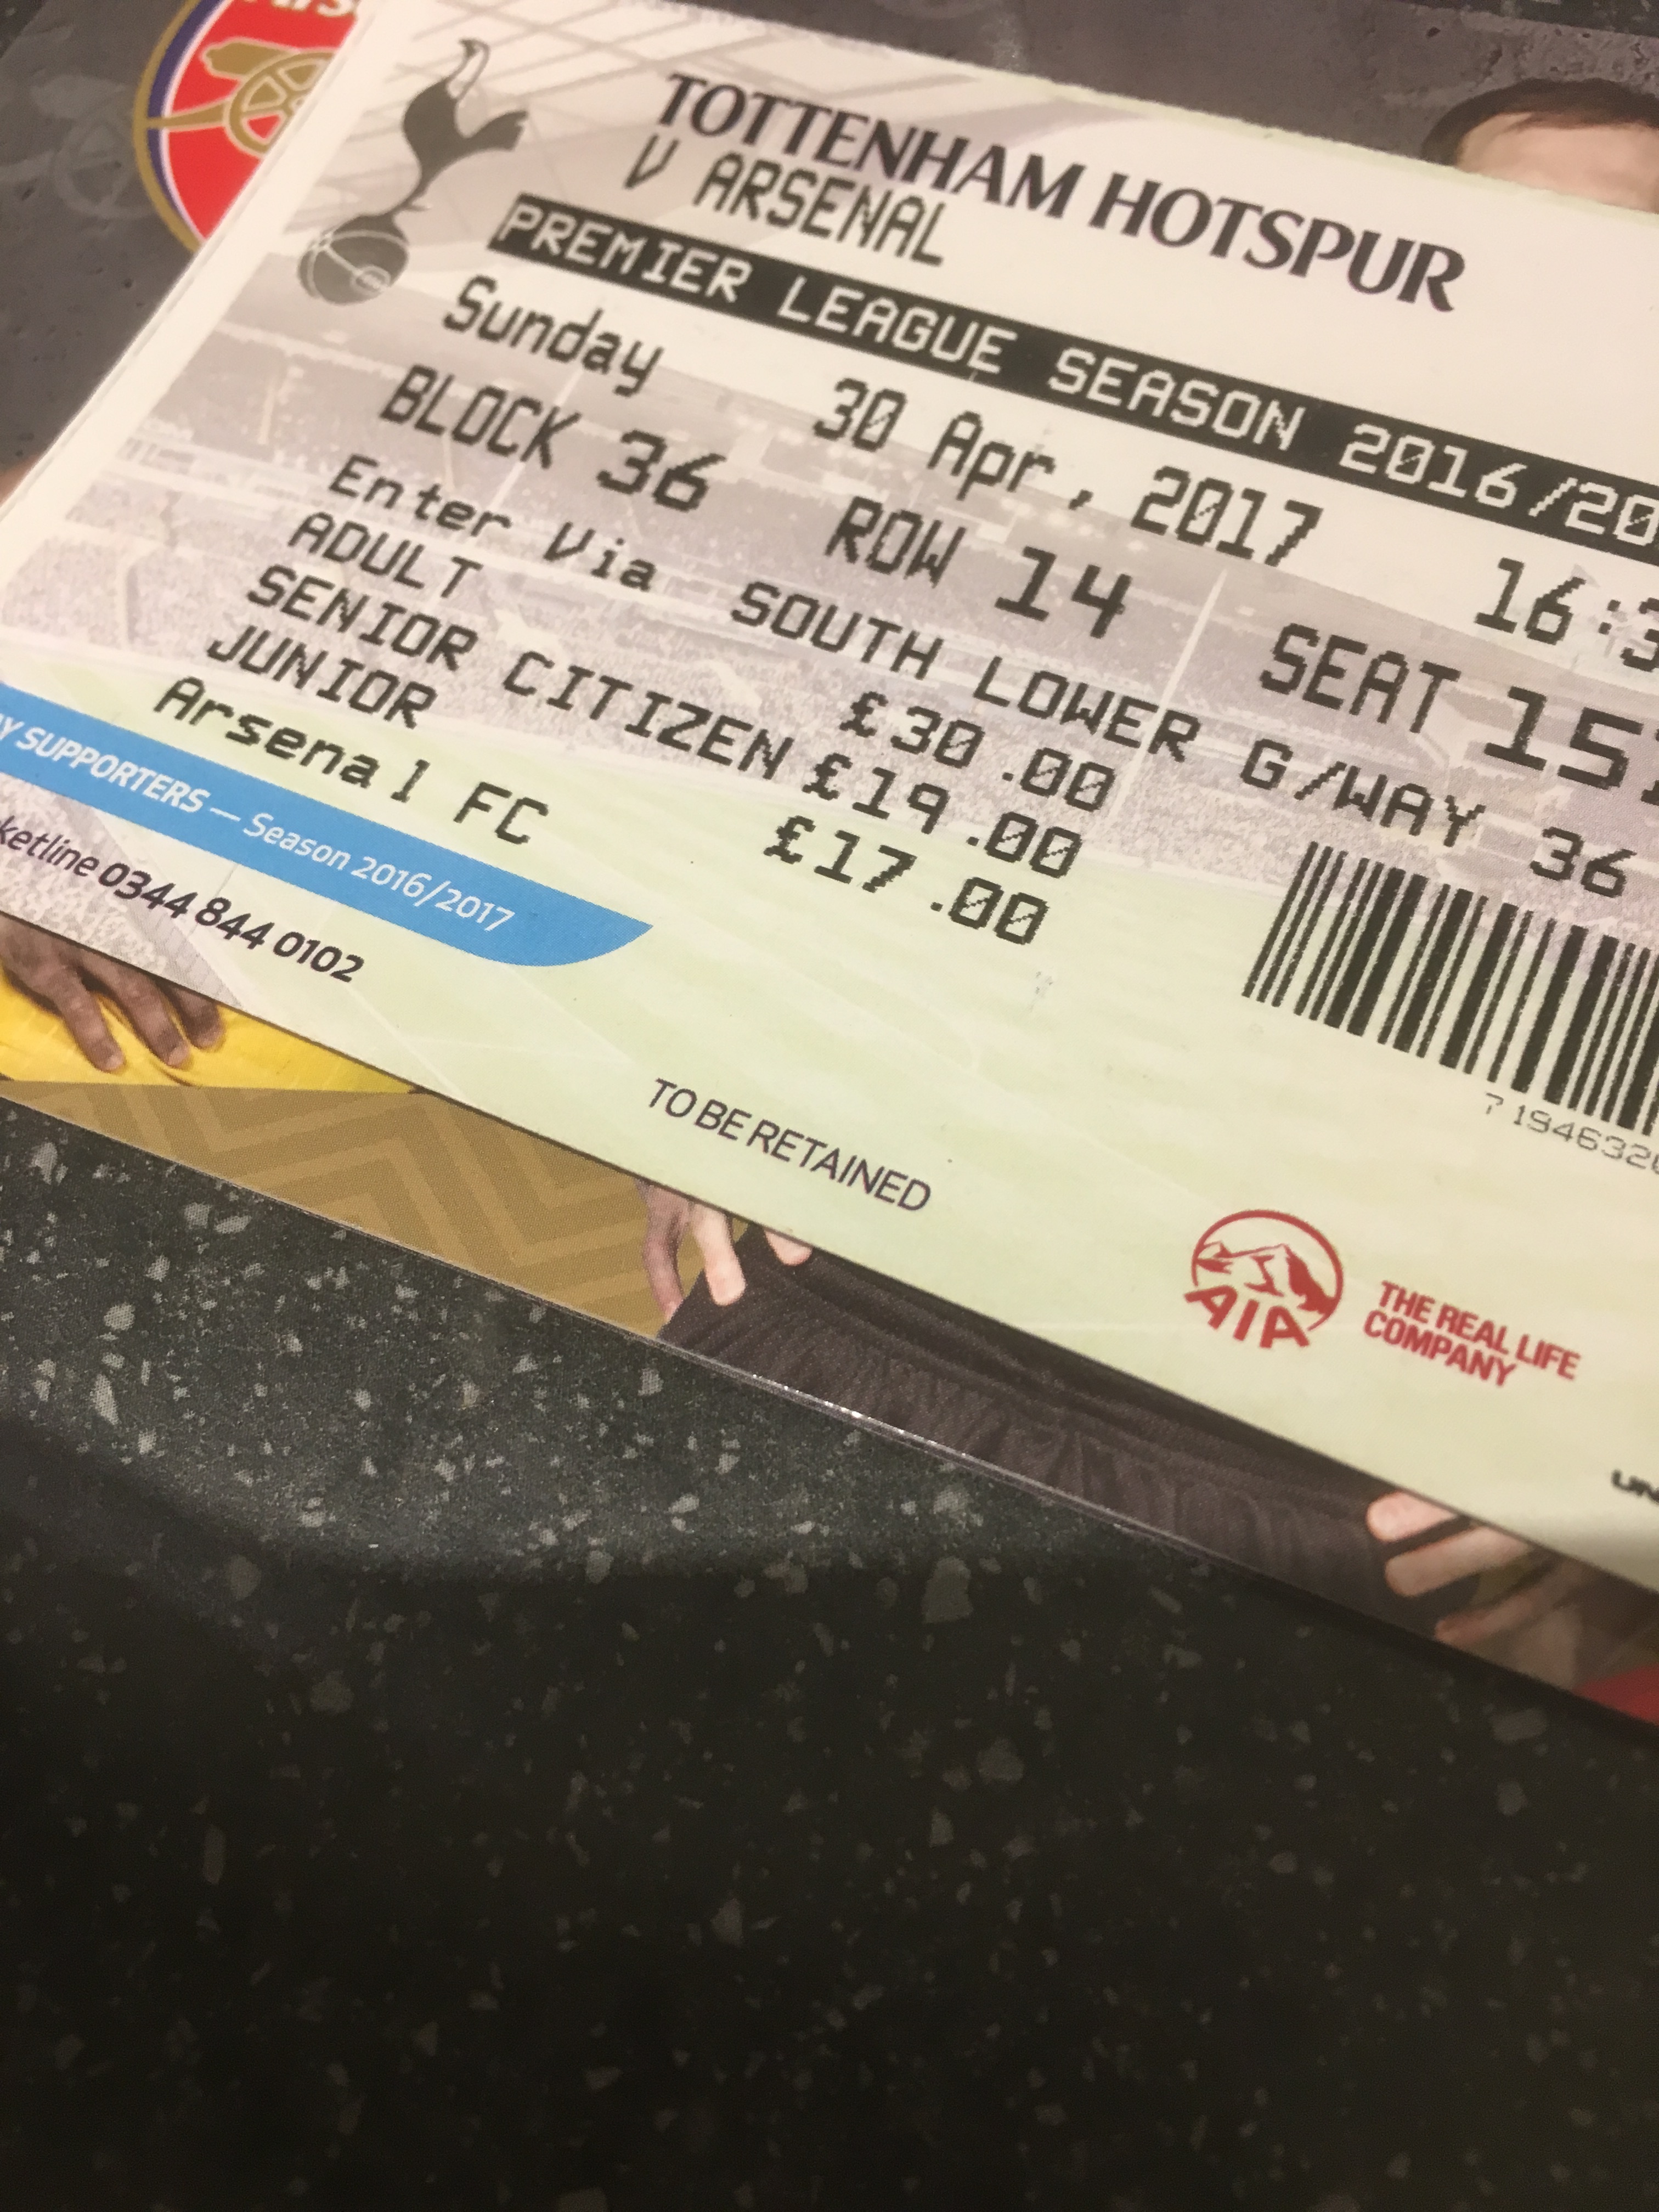 TOTTENHAM HOTSPUR
V ARSENAL
PREMIER LEAGUE SEASON 2016/20
Sunday 30 Apr, 2017 16:3
BLOCK 36 ROW 14 SEAT 151
Enter Via SOUTH LOWER G/WAY 36
ADULT £30.00
SENIOR CITIZEN £19.00
JUNIOR £17.00
Arsenal FC
Y SUPPORTERS — Season 2016/2017
ketline 0344 844 0102
7194632
TO BE RETAINED
AIA
THE REAL LIFE
COMPANY